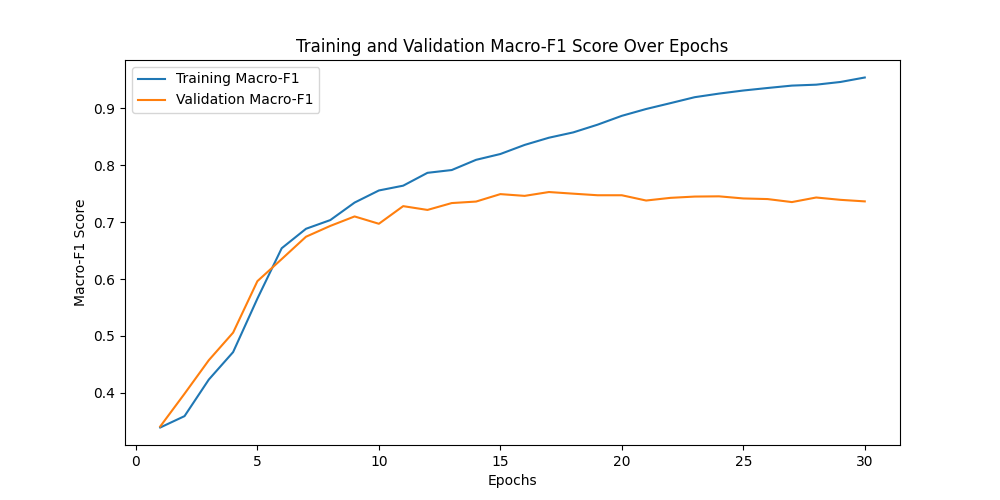 Training and Validation Macro-F1 Score Over Epochs
Training Macro-F1
Validation Macro-F1
Macro-F1 Score
0.9
0.8
0.7
0.6
0.5
0.4
0 5 10 15 20 25 30
Epochs